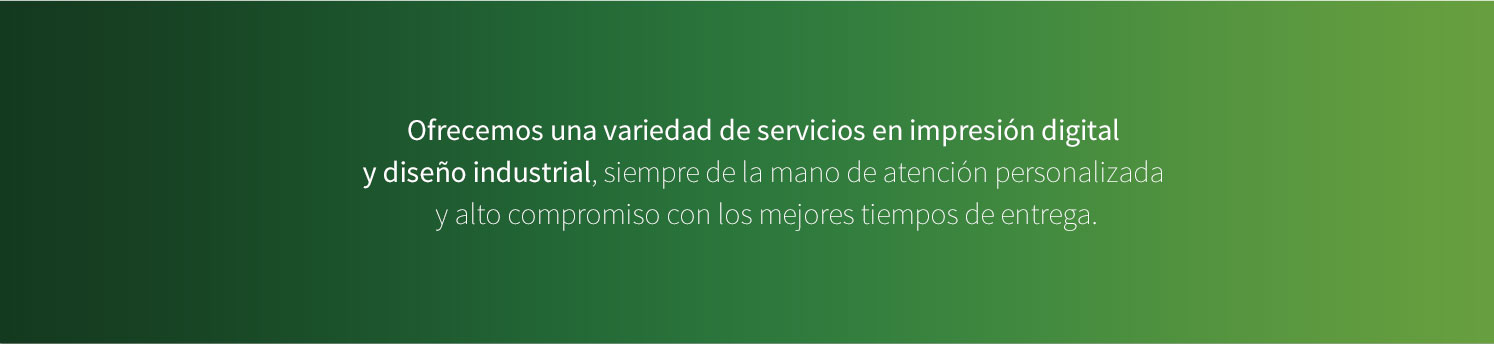 Ofrecemos una variedad de servicios en impresión digital
y diseño industrial, siempre de la mano de atención personalizada
y alto compromiso con los mejores tiempos de entrega.